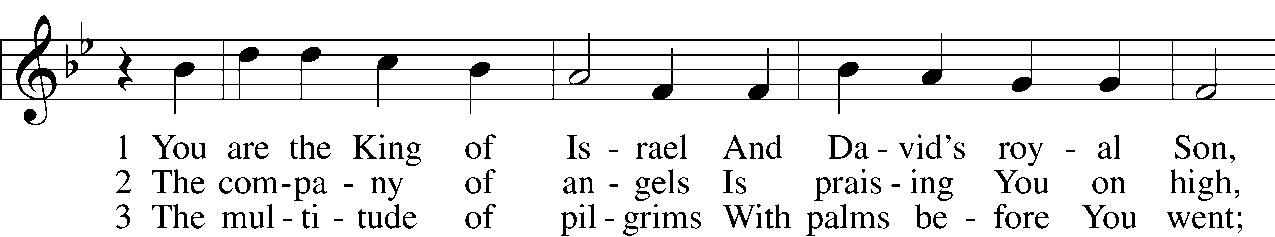 1 You are the King of Is - rael And Da - vid's roy - al Son,
2 The com - pa - ny of an - gels Is prais - ing You on high,
3 The mul - ti - tude of pil - grims With palms be - fore You went;